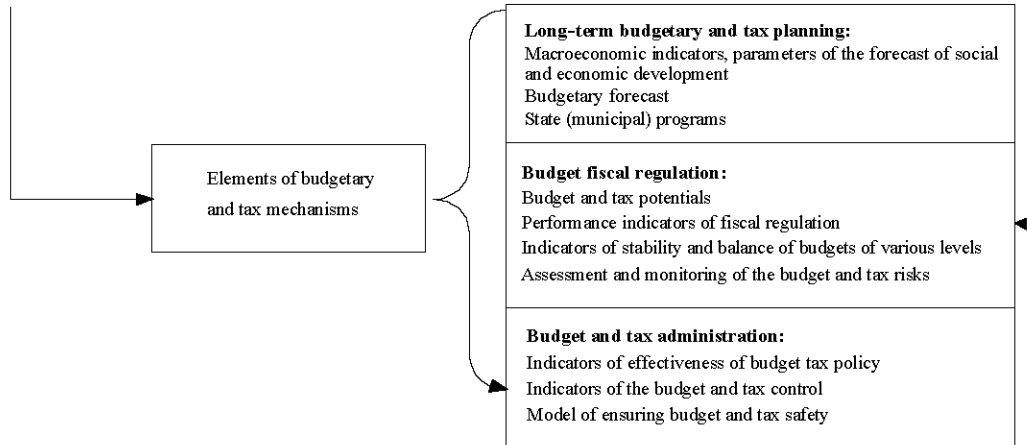 Long-term budgetary and tax planning:
Macroeconomic indicators, parameters of the forecast of social
and economic development
Budgetary forecast
State (municipal) programs
Elements of budgetary
and tax mechanisms
Budget fiscal regulation:
Budget and tax potentials
Performance indicators of fiscal regulation
Indicators of stability and balance of budgets of various levels
Assessment and monitoring of the budget and tax risks
Budget and tax administration:
Indicators of effectiveness of budget tax policy
Indicators of the budget and tax control
Model of ensuring budget and tax safety